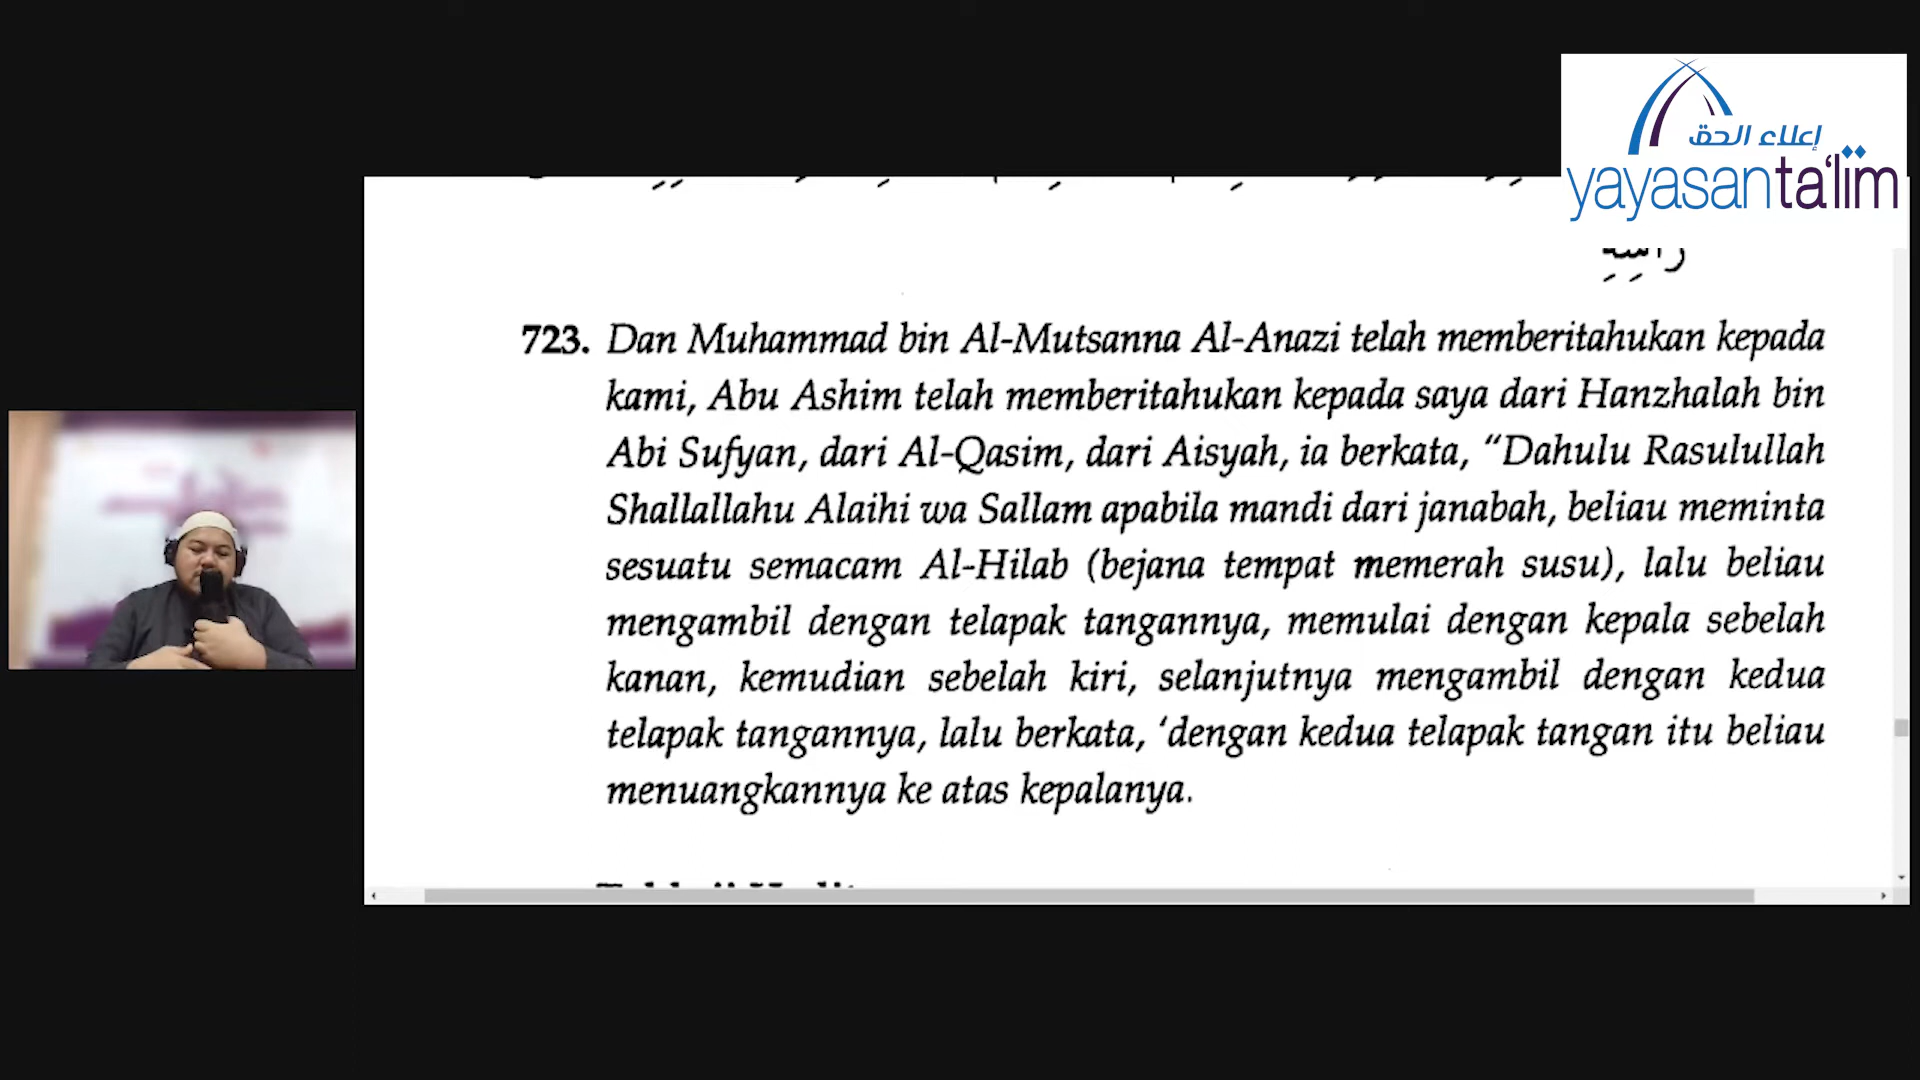 إعلاء الحق
yayasanta'lim
723. Dan Muhammad bin Al-Mutsanna Al-Anazi telah memberitahukan kepada
kami, Abu Ashim telah memberitahukan kepada saya dari Hanzhalah bin
Abi Sufyan, dari Al-Qasim, dari Aisyah, ia berkata, “Dahulu Rasulullah
Shallallahu Alaihi wa Sallam apabila mandi dari janabah, beliau meminta
sesuatu semacam Al-Hilab (bejana tempat memerah susu), lalu beliau
mengambil dengan telapak tangannya, memulai dengan kepala sebelah
kanan, kemudian sebelah kiri, selanjutnya mengambil dengan kedua
telapak tangannya, lalu berkata, ‘dengan kedua telapak tangan itu beliau
menuangkannya ke atas kepalanya.